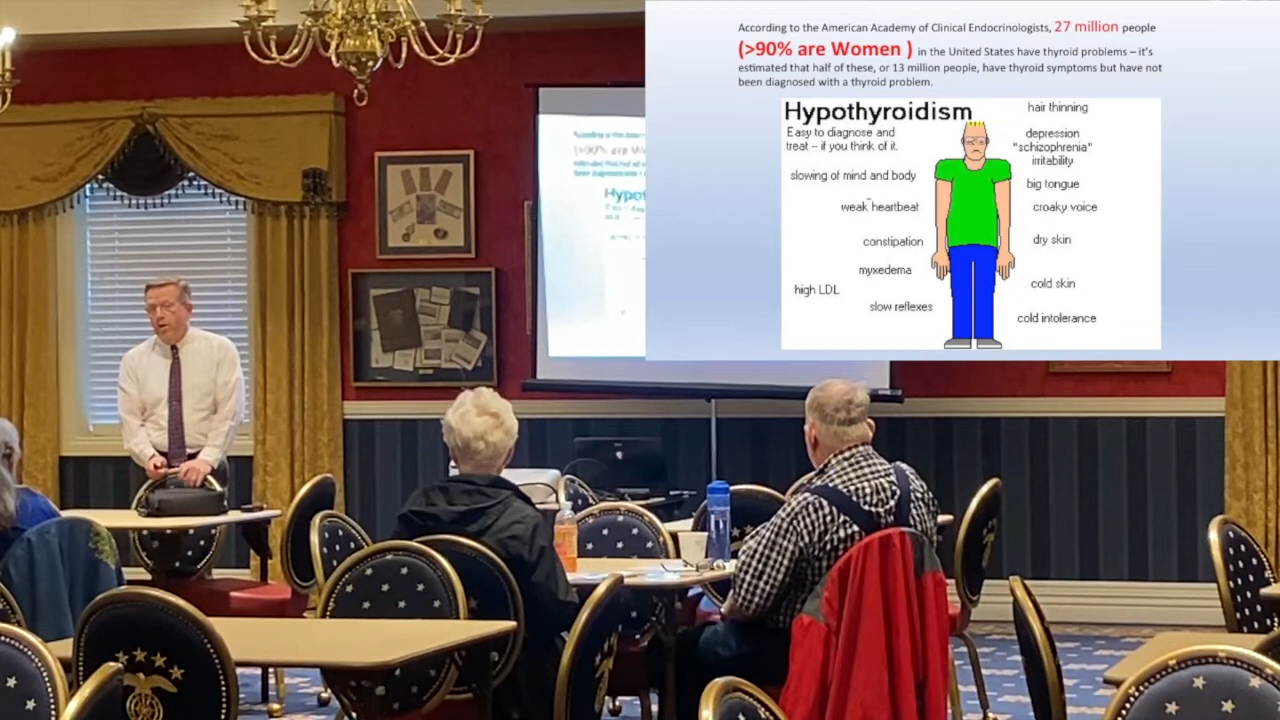 According to the American Academy of Clinical Endocrinologists, 27 million people
(>90% are Women ) in the United States have thyroid problems – it's
estimated that half of these, or 13 million people, have thyroid symptoms but have not
been diagnosed with a thyroid problem.
Hypothyroidism
Easy to diagnose and
treat -- if you think of it.
slowing of mind and body
weak heartbeat
constipation
myxedema
high LDL
slow reflexes
hair thinning
depression
"schizophrenia"
irritability
big tongue
croaky voice
dry skin
cold skin
cold intolerance
Hypot